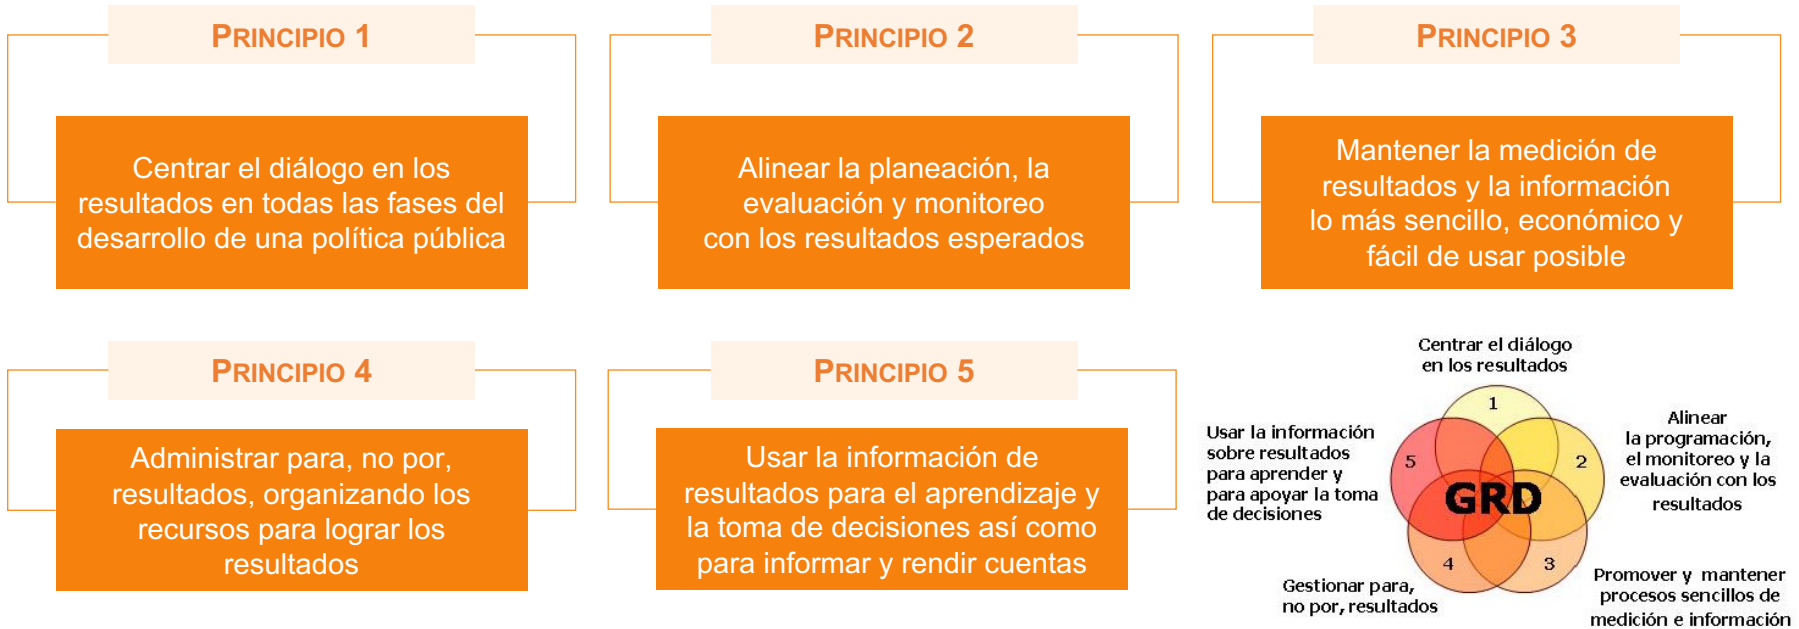 PRINCIPIO 1
Centrar el diálogo en los
resultados en todas las fases del
desarrollo de una política pública
PRINCIPIO 2
Alinear la planeación, la
evaluación y monitoreo
con los resultados esperados
PRINCIPIO 3
Mantener la medición de
resultados y la información
lo más sencillo, económico y
fácil de usar posible
PRINCIPIO 4
Administrar para, no por,
resultados, organizando los
recursos para lograr los
resultados
PRINCIPIO 5
Usar la información de
resultados para el aprendizaje y
la toma de decisiones así como
para informar y rendir cuentas
Centrar el diálogo
en los resultados
1
Alinear
la programación,
el monitoreo y la
evaluación con los
resultados
2
Usar la información
sobre resultados
para aprender y
para apoyar la toma
de decisiones
5
GRD
4
3
Gestionar para,
no por, resultados
Promover y mantener
procesos sencillos de
medición e información